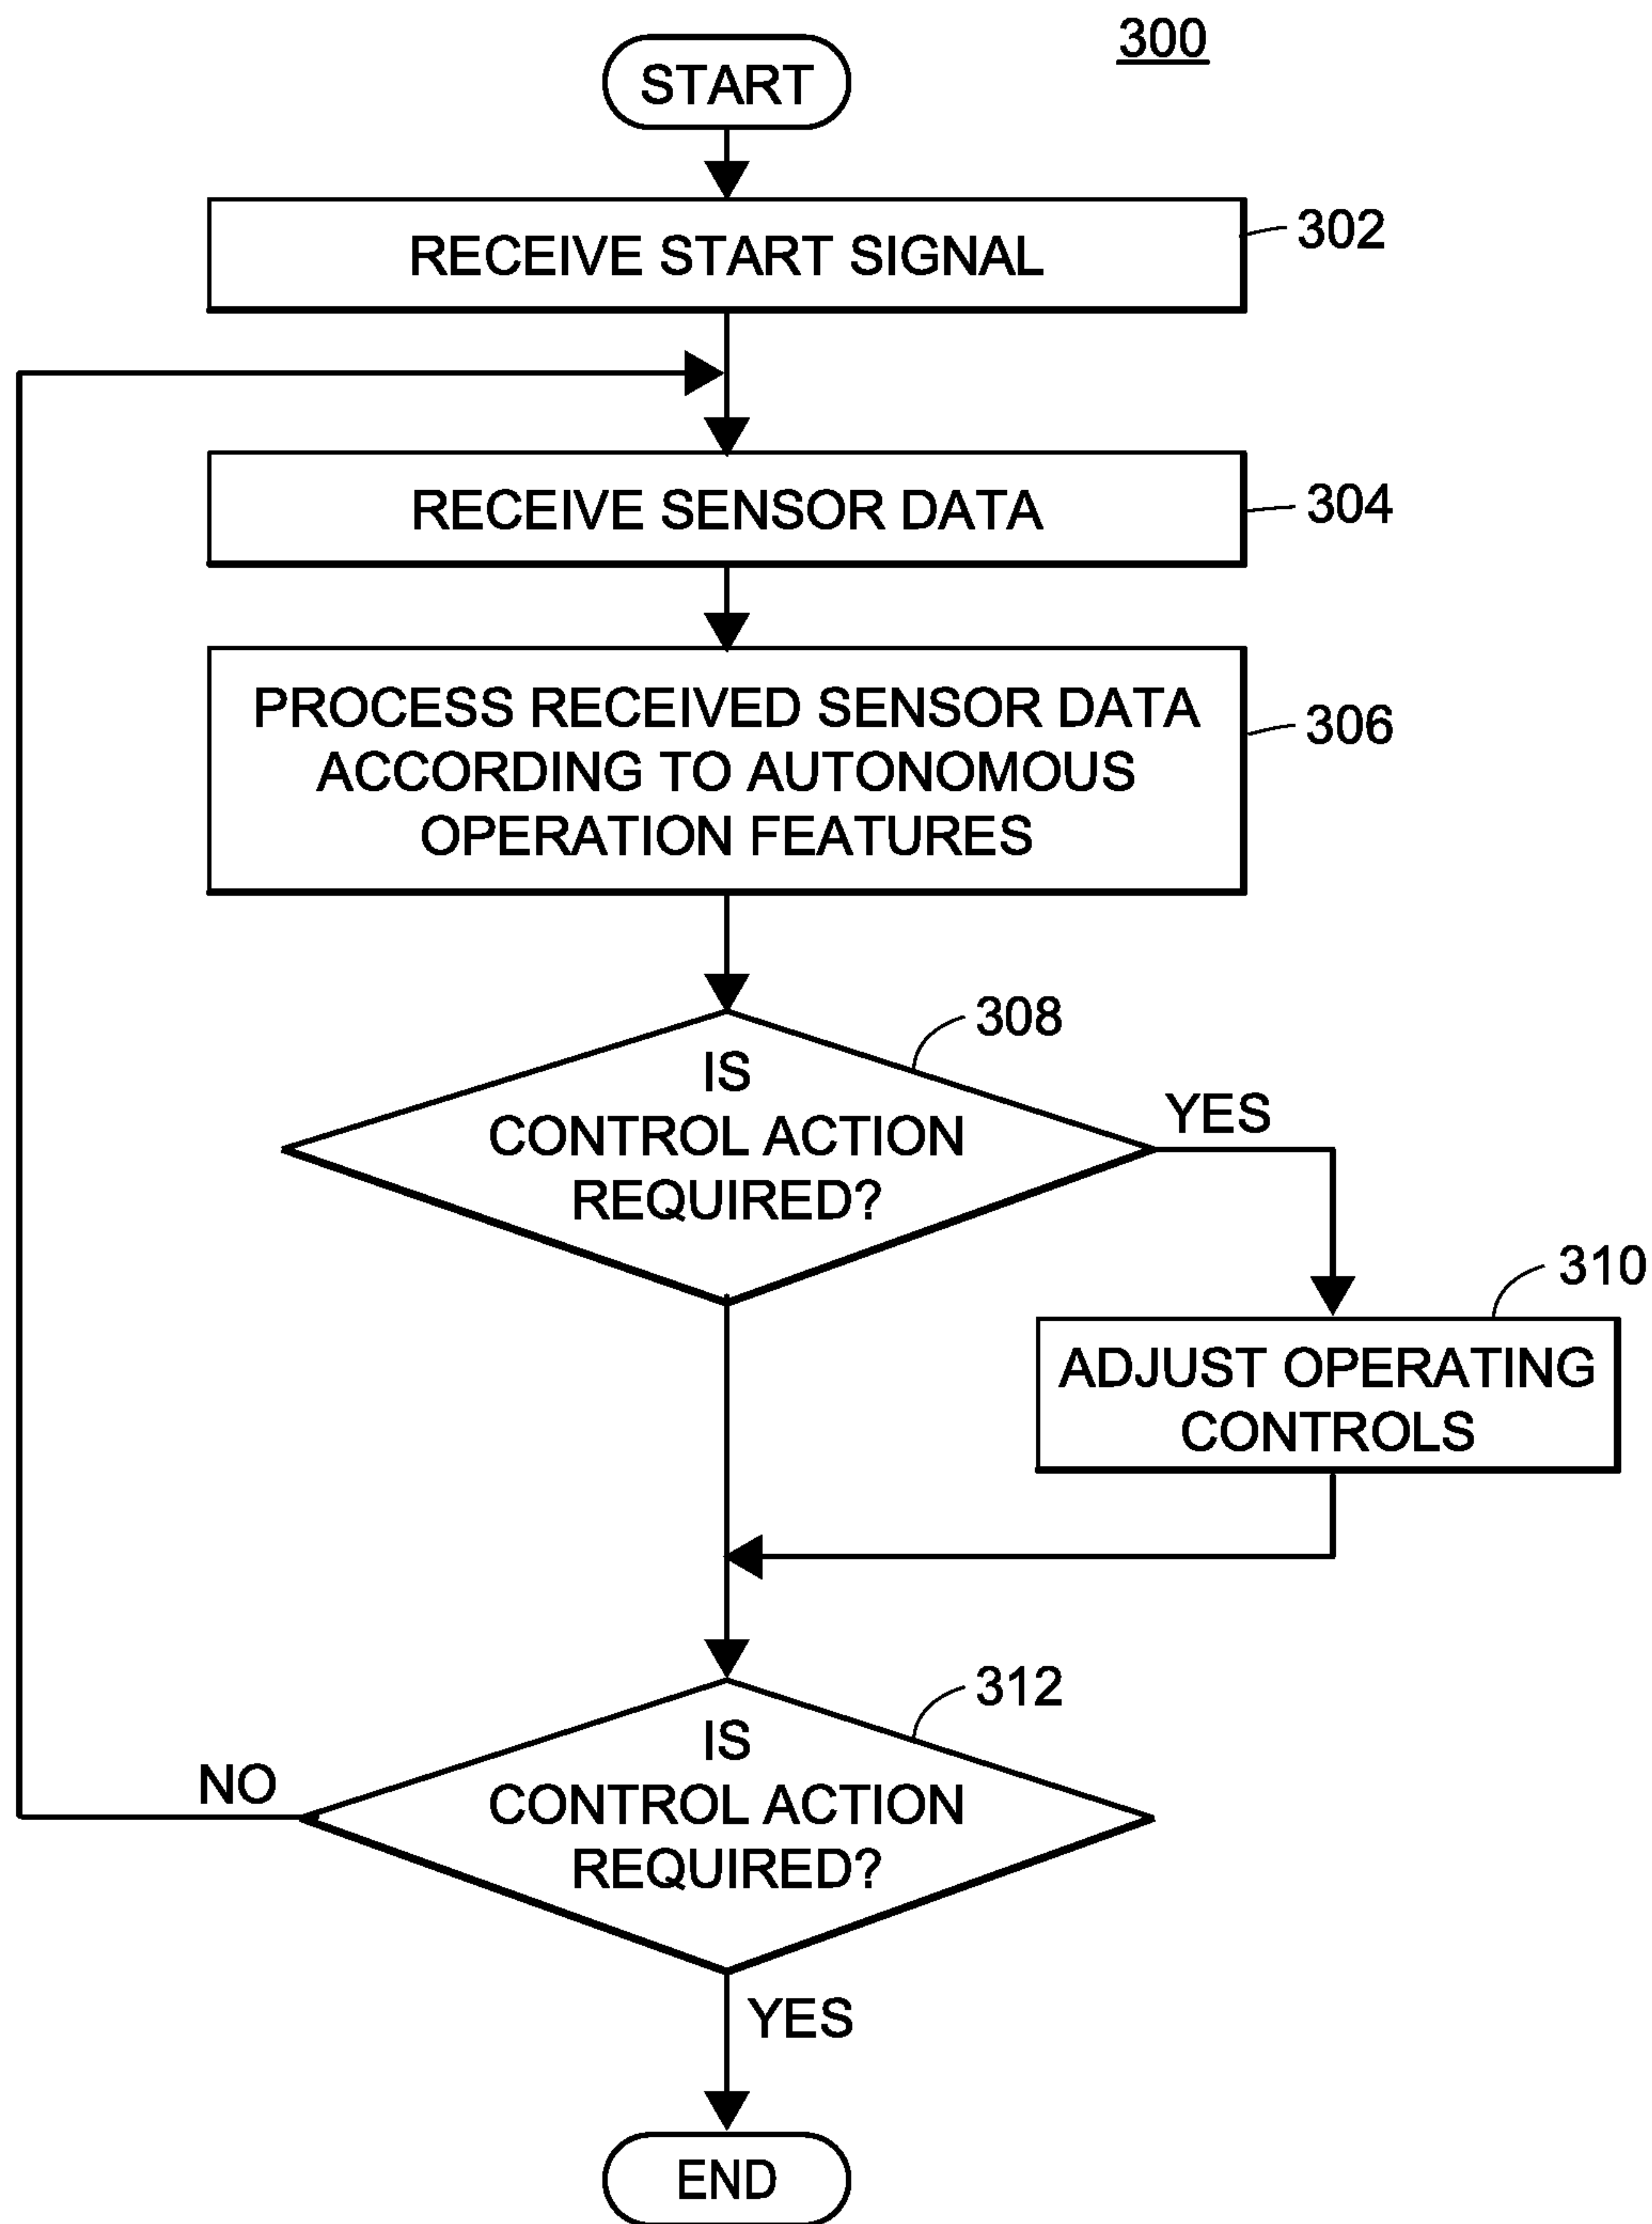 300
START
RECEIVE START SIGNAL
302
RECEIVE SENSOR DATA
304
PROCESS RECEIVED SENSOR DATA
ACCORDING TO AUTONOMOUS
OPERATION FEATURES
306
308
IS
CONTROL ACTION
REQUIRED?
YES
310
ADJUST OPERATING
CONTROLS
312
IS
CONTROL ACTION
REQUIRED?
NO
YES
END